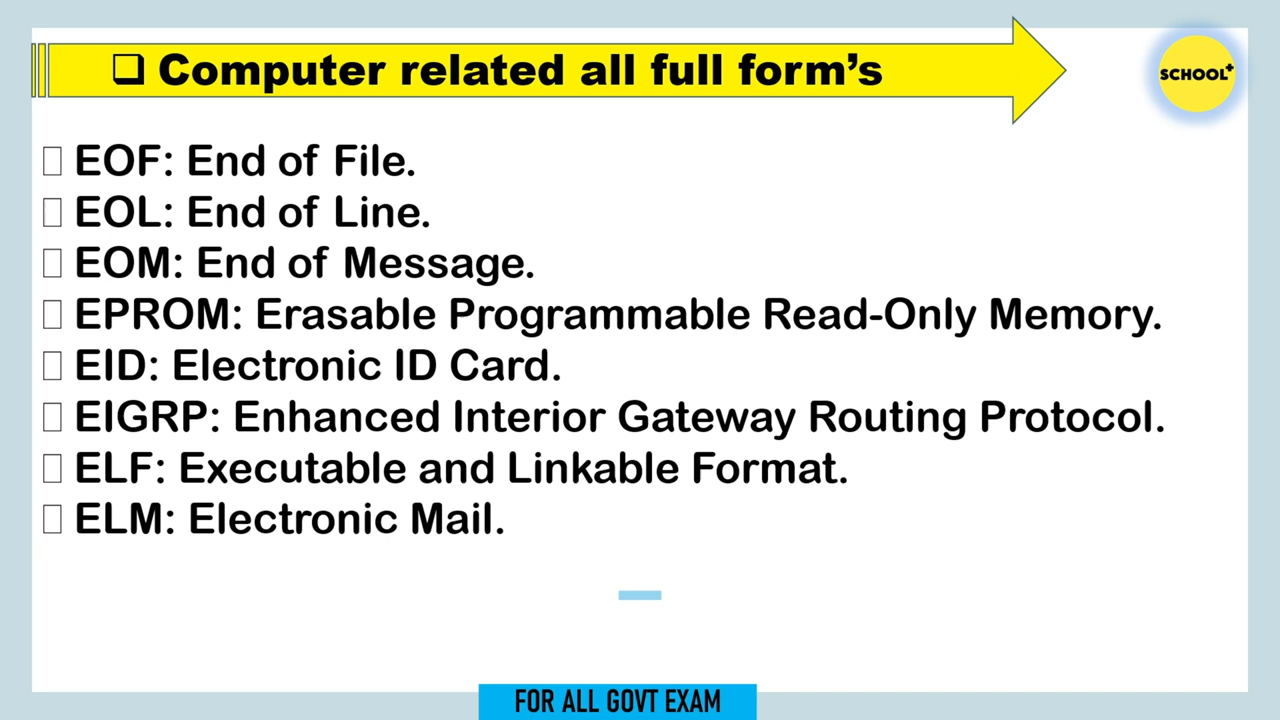 ❑ Computer related all full form’s
SCHOOL+
EOF: End of File.
EOL: End of Line.
EOM: End of Message.
EPROM: Erasable Programmable Read-Only Memory.
EID: Electronic ID Card.
EIGRP: Enhanced Interior Gateway Routing Protocol.
ELF: Executable and Linkable Format.
ELM: Electronic Mail.
FOR ALL GOVT EXAM